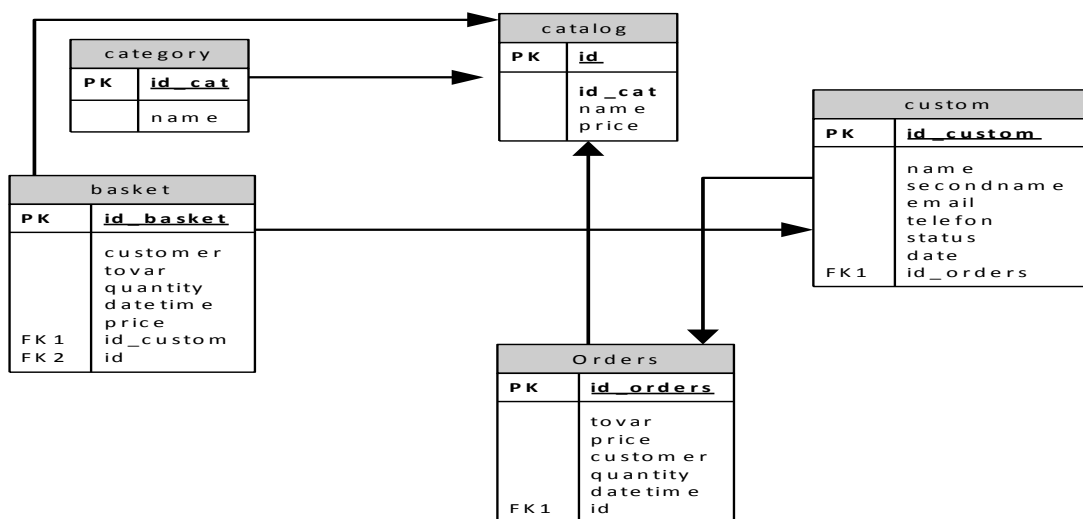 category
PK id_cat
name
catalog
PK id
id_cat
name
price
custom
PK id_custom
name
secondname
email
telefon
status
date
FK1 id_orders
basket
PK id_basket
customer
tovar
quantity
datetime
price
FK1 id_custom
FK2 id
Orders
PK id_orders
tovar
price
customer
quantity
datetime
FK1 id